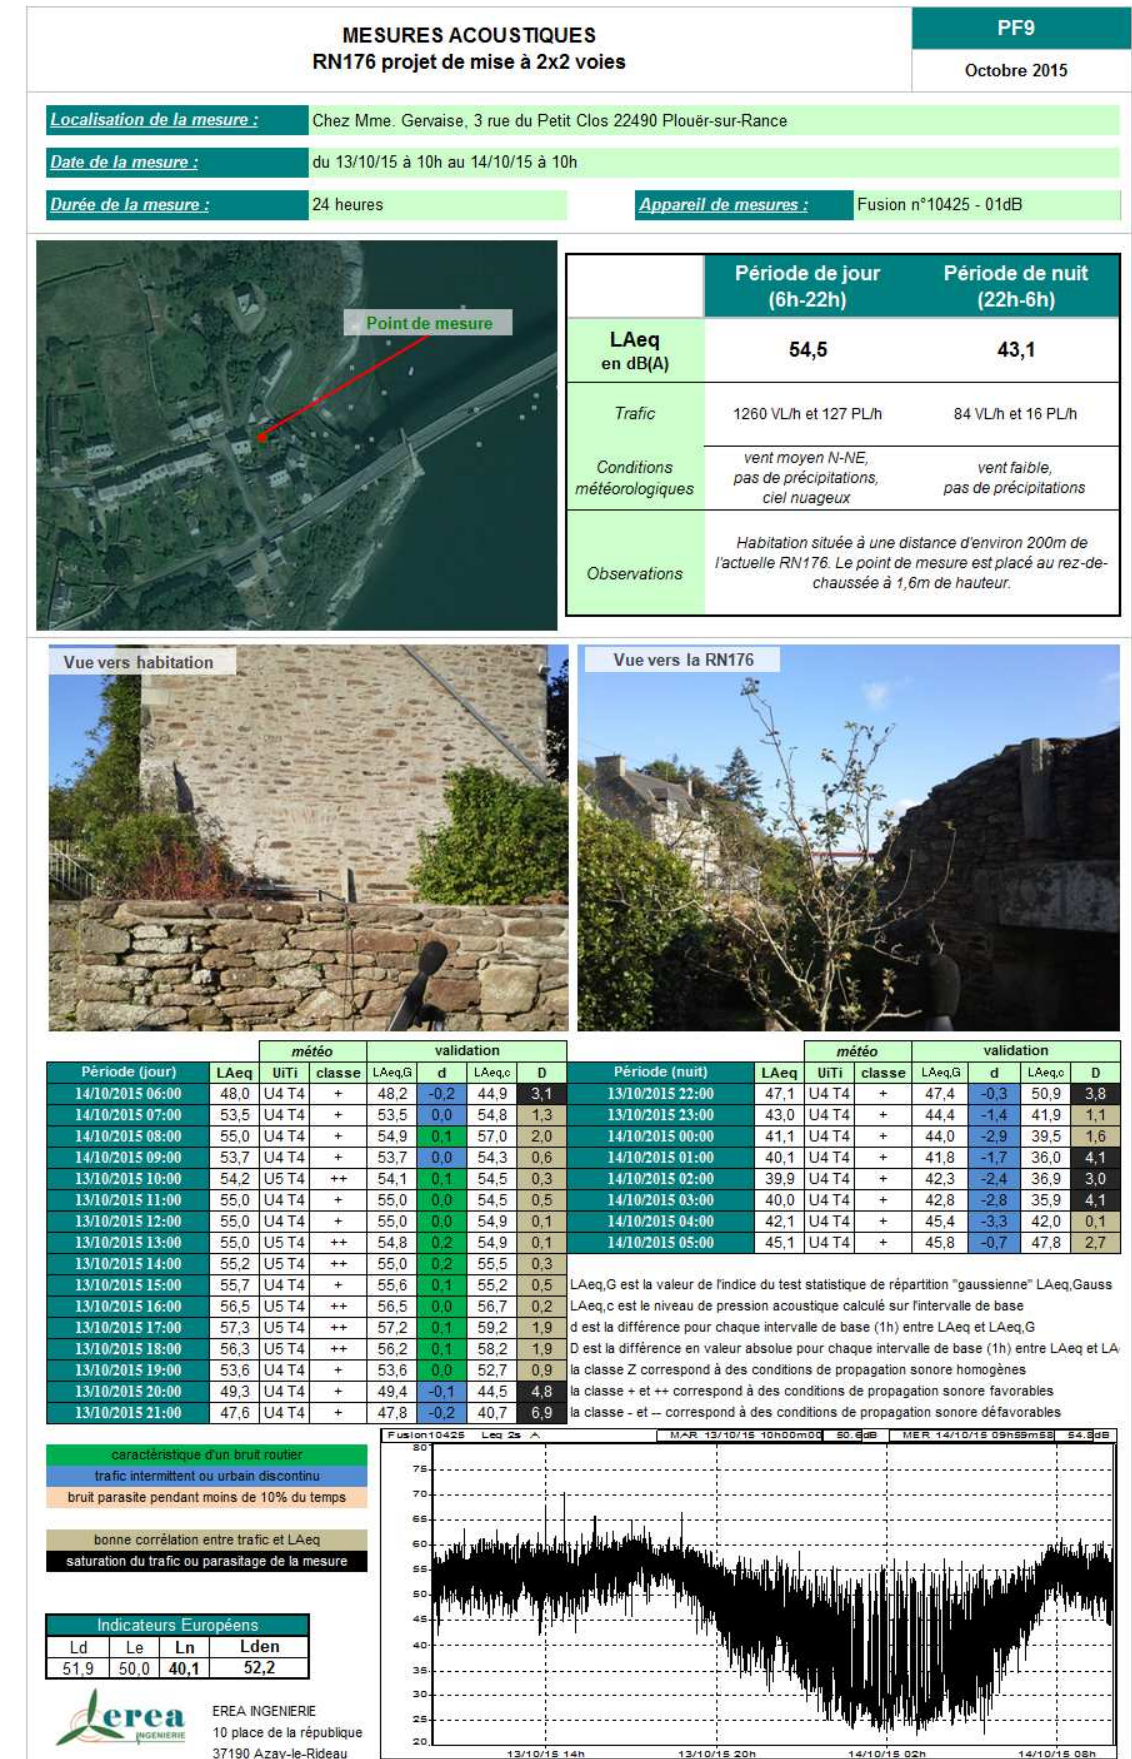 MESURES ACOUSTIQUES
RN176 projet de mise à 2x2 voies
PF9
Octobre 2015
Localisation de la mesure : Chez Mme. Gervaise, 3 rue du Petit Clos 22490 Plouër-sur-Rance
Date de la mesure : du 13/10/15 à 10h au 14/10/15 à 10h
Durée de la mesure : 24 heures Appareil de mesures : Fusion n°10425 - 01dB
Point de mesure
Période de jour (6h-22h) Période de nuit (22h-6h)
LAeq en dB(A) 54,5 43,1
Trafic 1260 VL/h et 127 PL/h 84 VL/h et 16 PL/h
Conditions météorologiques vent moyen N-NE, pas de précipitations, ciel nuageux vent faible, pas de précipitations
Observations Habitation située à une distance d'environ 200m de
l'actuelle RN176. Le point de mesure est placé au rez-de-
chaussée à 1,6m de hauteur.
Vue vers habitation
Vue vers la RN176
météo validation
Période (jour) LAeq UiTi classe LAeq,G d LAeq,c D
14/10/2015 06:00 48,0 U4 T4 + 48,2 -0,2 44,9 3,1
14/10/2015 07:00 53,5 U4 T4 + 53,5 0,0 54,8 1,3
14/10/2015 08:00 55,0 U4 T4 + 54,9 0,1 57,0 2,0
14/10/2015 09:00 53,7 U4 T4 + 53,7 0,0 54,3 0,6
13/10/2015 10:00 54,2 U5 T4 ++ 54,1 0,1 54,5 0,3
13/10/2015 11:00 55,0 U4 T4 + 55,0 0,0 54,5 0,5
13/10/2015 12:00 55,0 U4 T4 + 55,0 0,0 54,9 0,1
13/10/2015 13:00 55,0 U5 T4 ++ 54,8 0,2 54,9 0,1
13/10/2015 14:00 55,2 U5 T4 ++ 55,0 0,2 55,5 0,3
13/10/2015 15:00 55,7 U4 T4 + 55,6 0,1 55,2 0,5
13/10/2015 16:00 56,5 U5 T4 ++ 56,5 0,0 56,7 0,2
13/10/2015 17:00 57,3 U5 T4 ++ 57,2 0,1 59,2 1,9
13/10/2015 18:00 56,3 U5 T4 ++ 56,2 0,1 58,2 1,9
13/10/2015 19:00 53,6 U4 T4 + 53,6 0,0 52,7 0,9
13/10/2015 20:00 49,3 U4 T4 + 49,4 -0,1 44,5 4,8
13/10/2015 21:00 47,6 U4 T4 + 47,8 -0,2 40,7 6,9
météo validation
Période (nuit) LAeq UiTi classe LAeq,G d LAeq,c D
13/10/2015 22:00 47,1 U4 T4 + 47,4 -0,3 50,9 3,8
13/10/2015 23:00 43,0 U4 T4 + 44,4 -1,4 41,9 1,1
14/10/2015 00:00 41,1 U4 T4 + 44,0 -2,9 39,5 1,6
14/10/2015 01:00 40,1 U4 T4 + 41,8 -1,7 36,0 4,1
14/10/2015 02:00 39,9 U4 T4 + 42,3 -2,4 36,9 3,0
14/10/2015 03:00 40,0 U4 T4 + 42,8 -2,8 35,9 4,1
14/10/2015 04:00 42,1 U4 T4 + 45,4 -3,3 42,0 0,1
14/10/2015 05:00 45,1 U4 T4 + 45,8 -0,7 47,8 2,7
LAeq,G est la valeur de l'indice du test statistique de répartition "gaussienne" LAeq,Gauss
LAeq,c est le niveau de pression acoustique calculé sur l'intervalle de base
d est la différence pour chaque intervalle de base (1h) entre LAeq et LAeq,G
D est la différence en valeur absolue pour chaque intervalle de base (1h) entre LAeq et LA
la classe Z correspond à des conditions de propagation sonore homogènes
la classe + et ++ correspond à des conditions de propagation sonore favorables
la classe - et -- correspond à des conditions de propagation sonore défavorables
caractéristique d'un bruit routier
trafic intermittent ou urbain discontinu
bruit parasite pendant moins de 10% du temps
bonne corrélation entre trafic et LAeq
saturation du trafic ou parasitage de la mesure
Fusion10425 Leq 2s A MAR 13/10/15 10h00m00 50.6dB MER 14/10/15 09h59m58 54.8dB
80
75
70
65
60
55
50
45
40
35
30
25
20
13/10/15 14h 13/10/15 20h 14/10/15 02h 14/10/15 08h
Indicateurs Européens
Ld Le Ln Lden
51,9 50,0 40,1 52,2
erea
INGENIERIE
EREA INGENIERIE
10 place de la république
37190 Azay-le-Rideau